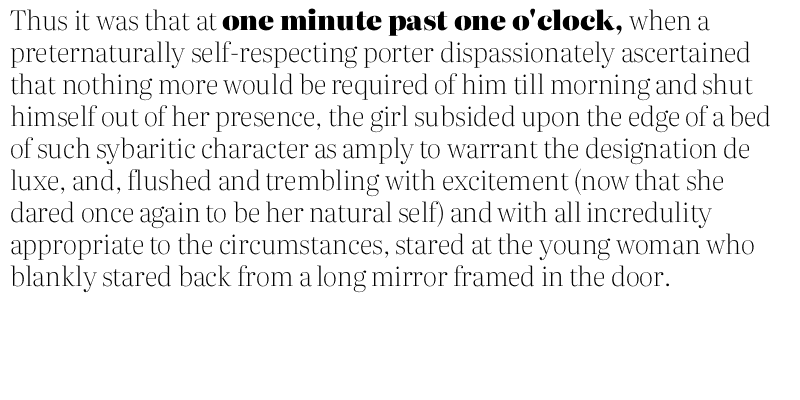 Thus it was that at one minute past one o'clock, when a
preternaturally self-respecting porter dispassionately ascertained
that nothing more would be required of him till morning and shut
himself out of her presence, the girl subsided upon the edge of a bed
of such sybaritic character as amply to warrant the designation de
luxe, and, flushed and trembling with excitement (now that she
dared once again to be her natural self) and with all incredulity
appropriate to the circumstances, stared at the young woman who
blankly stared back from a long mirror framed in the door.